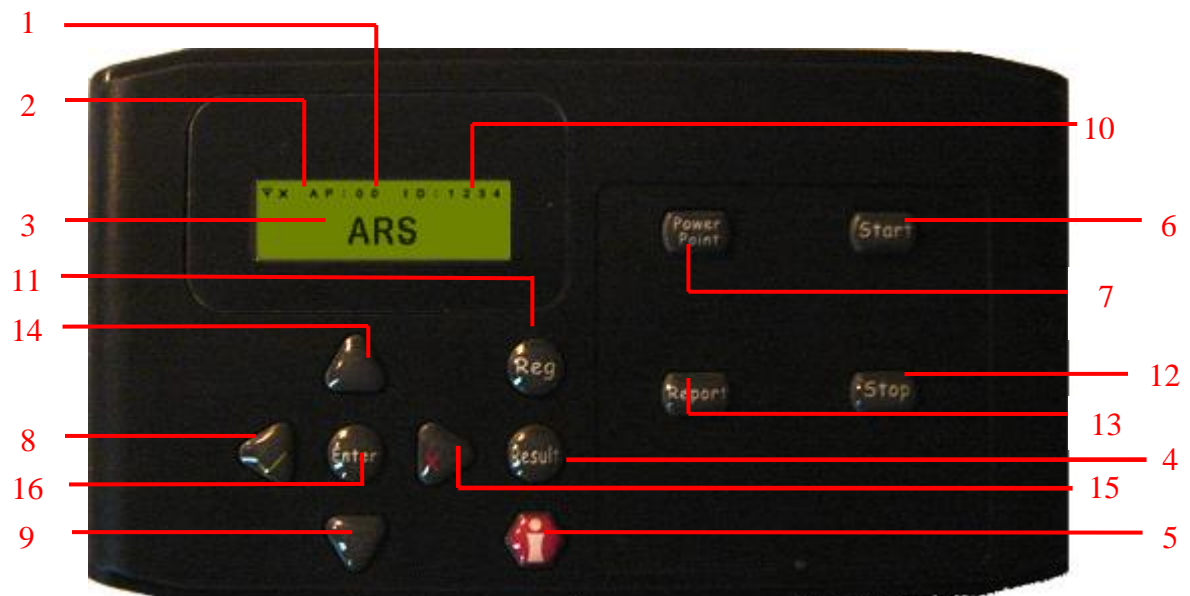 1
2
10
AP:00 ID:1234
3
ARS
Power
Point
Start
6
11
7
14
Reg
12
Report
Stop
13
8
Enter
X
Result
4
16
15
9
i
5